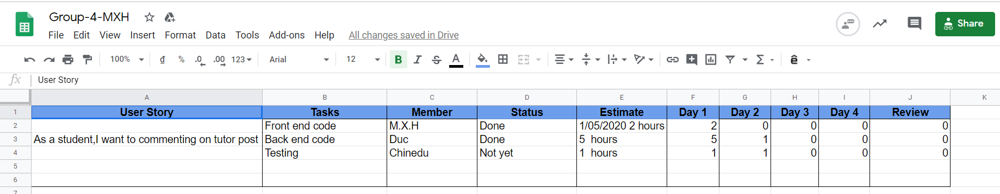 Group-4-MXH
File Edit View Insert Format Data Tools Add-ons Help All changes saved in Drive
Share
100% đ % .0 .00 123 Arial 12 B I S A Σ ê
fx User Story
A B C D E F G H I J K
1 User Story Tasks Member Status Estimate Day 1 Day 2 Day 3 Day 4 Review
2 Front end code M.X.H Done 1/05/2020 2 hours 2 0 0 0 0
3 As a student,I want to commenting on tutor post Back end code Duc Done 5 hours 5 1 0 0 0
4 Testing Chinedu Not yet 1 hours 1 1 0 0 0
5
6
7